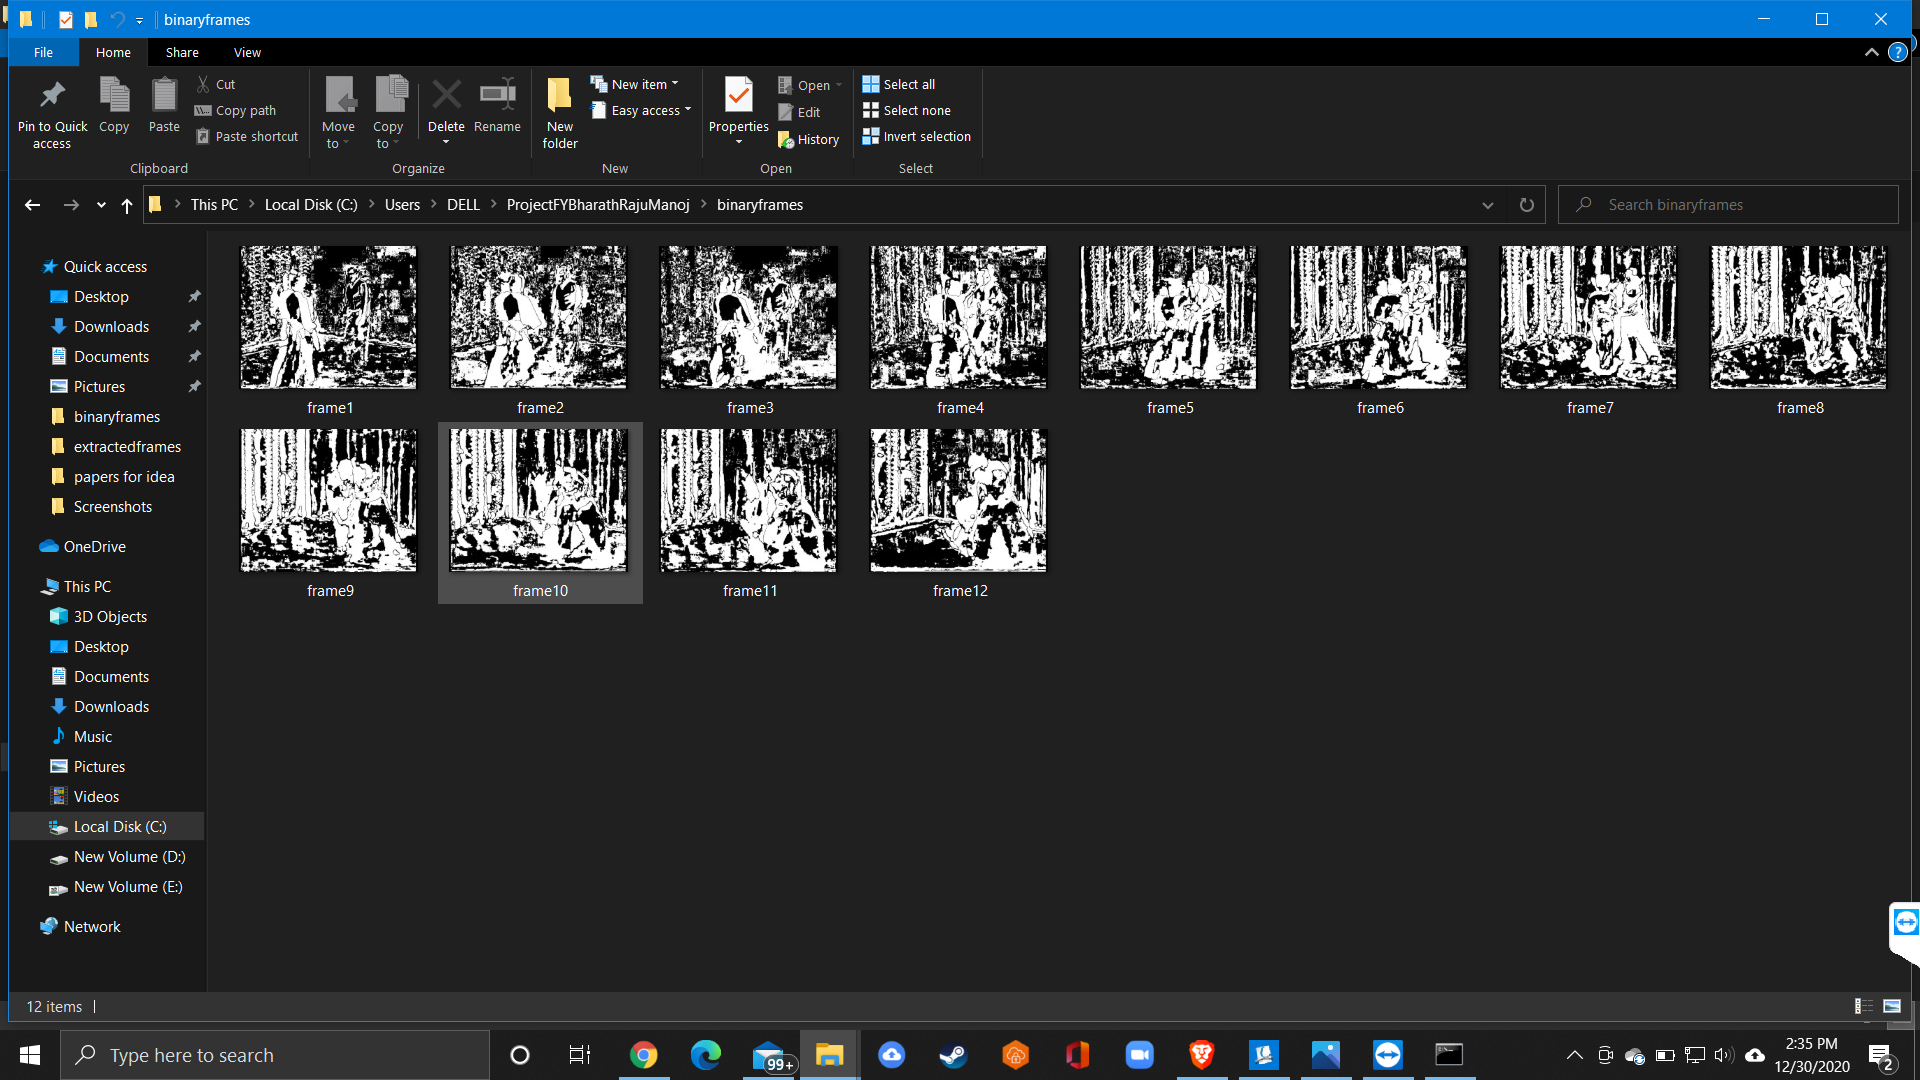 binaryframes
File Home Share View
Pin to Quick access
Copy
Paste
Cut
Copy path
Paste shortcut
Clipboard
Move to
Copy to
Delete
Rename
Organize
New folder
New item
Easy access
New
Properties
Open
Edit
History
Open
Select all
Select none
Invert selection
Select
This PC Local Disk (C:) Users DELL ProjectFYBharathRajuManoj binaryframes
Search binaryframes
Quick access
Desktop
Downloads
Documents
Pictures
binaryframes
extractedframes
papers for idea
Screenshots
OneDrive
This PC
3D Objects
Desktop
Documents
Downloads
Music
Pictures
Videos
Local Disk (C:)
New Volume (D:)
New Volume (E:)
Network
frame1 frame2 frame3 frame4 frame5 frame6 frame7 frame8
frame9 frame10 frame11 frame12
12 items
Type here to search
99+
2:35 PM
12/30/2020
2